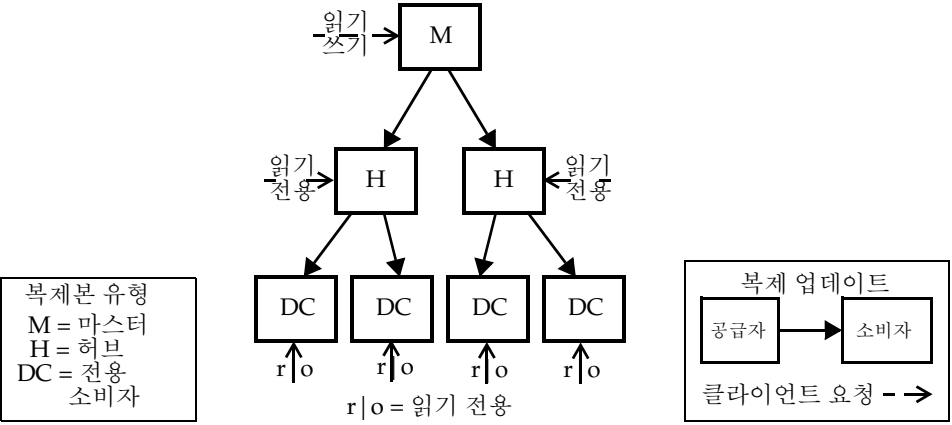 읽기
쓰기
M
읽기
전용
H
H
읽기
전용
DC
DC
DC
DC
r|o
r|o
r|o
r|o
r|o = 읽기 전용
복제본 유형
M = 마스터
H = 허브
DC = 전용
소비자
복제 업데이트
공급자
소비자
클라이언트 요청